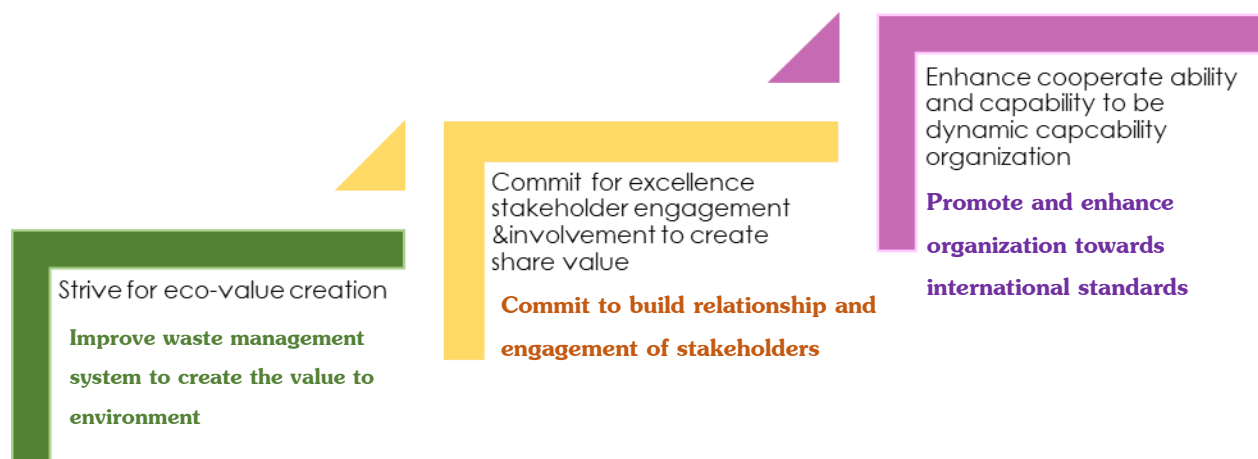 Strive for eco-value creation
Improve waste management
system to create the value to
environment
Commit for excellence
stakeholder engagement
&involvement to create
share value
Commit to build relationship and
engagement of stakeholders
Enhance cooperate ability
and capability to be
dynamic capcability
organization
Promote and enhance
organization towards
international standards